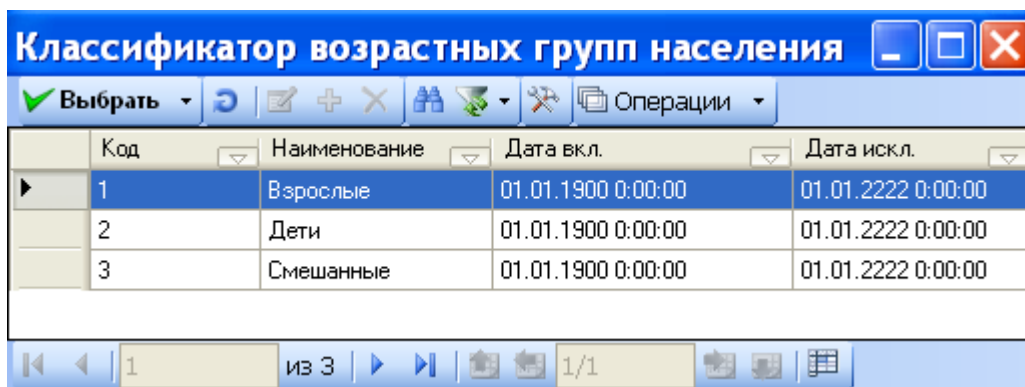 Классификатор возрастных групп населения
Выбрать Операции
Код Наименование Дата вкл. Дата искл.
1 Взрослые 01.01.1900 0:00:00 01.01.2222 0:00:00
2 Дети 01.01.1900 0:00:00 01.01.2222 0:00:00
3 Смешанные 01.01.1900 0:00:00 01.01.2222 0:00:00
1 из 3 1/1